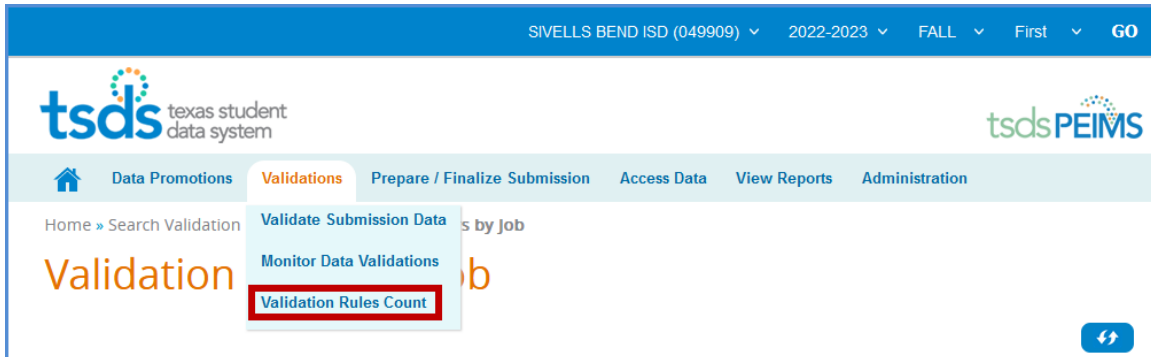 SIVELLS BEND ISD (049909) 2022-2023 FALL First GO
tsds texas student
data system
tsdsPEIMS
Data Promotions Validations Prepare / Finalize Submission Access Data View Reports Administration
Home » Search Validation s by Job
Validate Submission Data
Monitor Data Validations
Validation b
Validation Rules Count